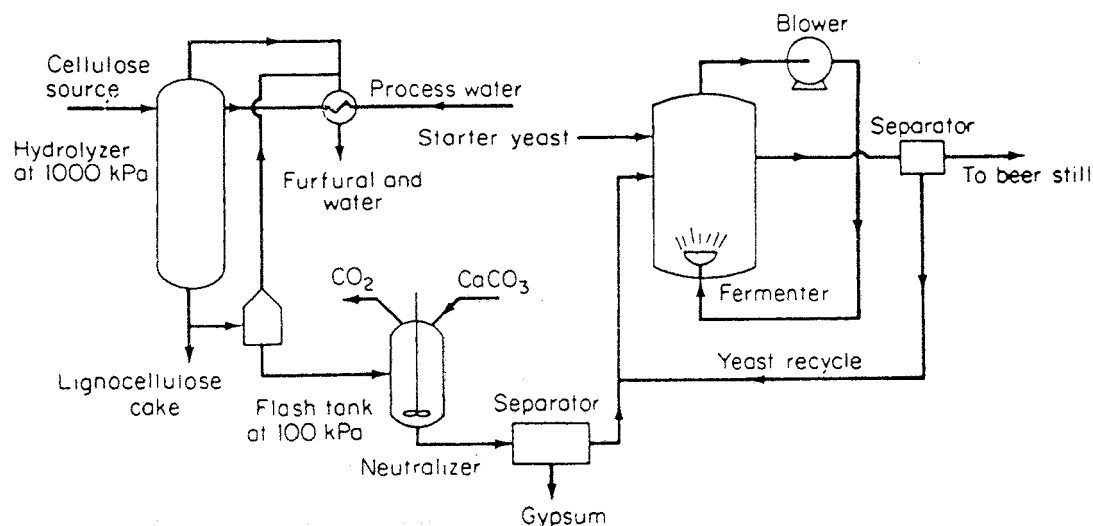 Blower
Cellulose
source
Process water
Starter yeast
Separator
Hydrolyzer
at 1000 kPa
Furfural and
water
To beer still
CO2
CaCO3
Fermenter
Lignocellulose
cake
Flash tank
at 100 kPa
Yeast recycle
Separator
Neutralizer
Gypsum